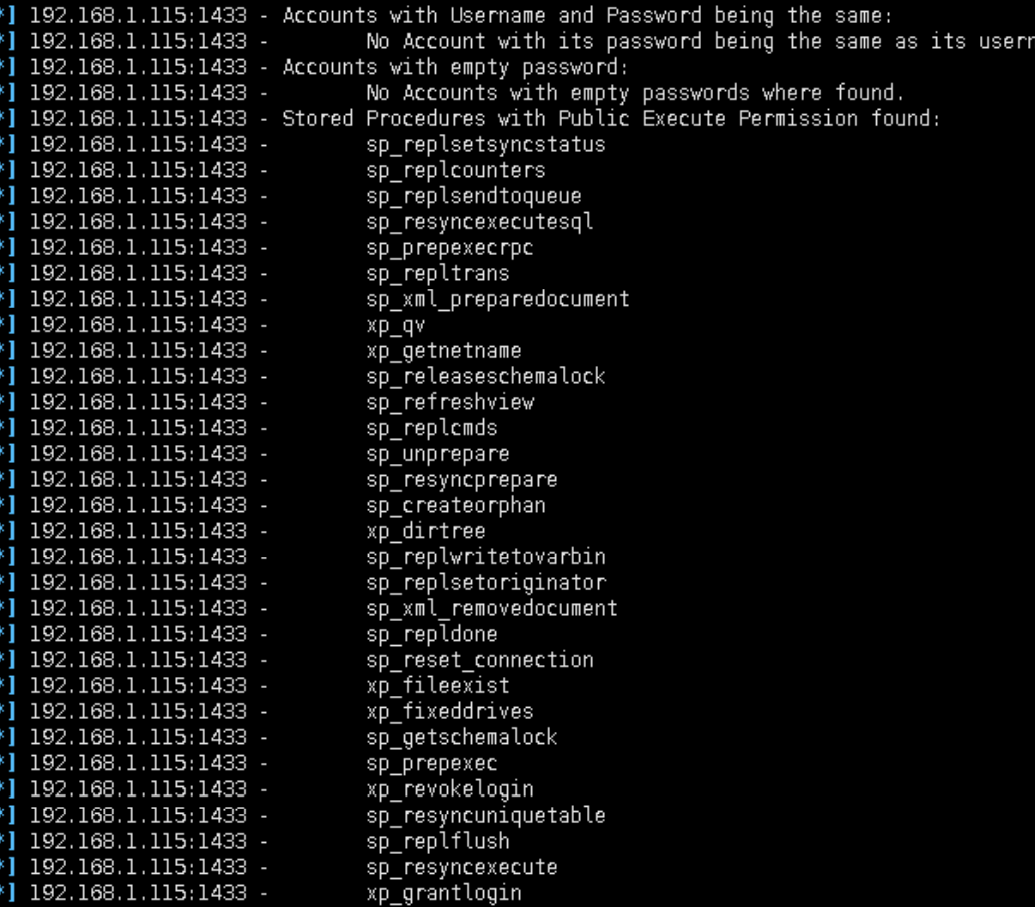 *] 192.168.1.115:1433 - Accounts with Username and Password being the same:
*] 192.168.1.115:1433 - No Account with its password being the same as its usern
*] 192.168.1.115:1433 - Accounts with empty password:
*] 192.168.1.115:1433 - No Accounts with empty passwords where found.
*] 192.168.1.115:1433 - Stored Procedures with Public Execute Permission found:
*] 192.168.1.115:1433 - sp_replsetsyncstatus
*] 192.168.1.115:1433 - sp_replcounters
*] 192.168.1.115:1433 - sp_replsendtoqueue
*] 192.168.1.115:1433 - sp_resyncexecutesql
*] 192.168.1.115:1433 - sp_prepexecrpc
*] 192.168.1.115:1433 - sp_repltrans
*] 192.168.1.115:1433 - sp_xml_preparedocument
*] 192.168.1.115:1433 - xp_qv
*] 192.168.1.115:1433 - xp_getnetname
*] 192.168.1.115:1433 - sp_releaseschemalock
*] 192.168.1.115:1433 - sp_refreshview
*] 192.168.1.115:1433 - sp_replcmds
*] 192.168.1.115:1433 - sp_unprepare
*] 192.168.1.115:1433 - sp_resyncprepare
*] 192.168.1.115:1433 - sp_createorphan
*] 192.168.1.115:1433 - xp_dirtree
*] 192.168.1.115:1433 - sp_replwritetovarbin
*] 192.168.1.115:1433 - sp_replsetoriginator
*] 192.168.1.115:1433 - sp_xml_removedocument
*] 192.168.1.115:1433 - sp_repldone
*] 192.168.1.115:1433 - sp_reset_connection
*] 192.168.1.115:1433 - xp_fileexist
*] 192.168.1.115:1433 - xp_fixeddrives
*] 192.168.1.115:1433 - sp_getschemalock
*] 192.168.1.115:1433 - sp_prepexec
*] 192.168.1.115:1433 - xp_revokelogin
*] 192.168.1.115:1433 - sp_resyncuniquetable
*] 192.168.1.115:1433 - sp_replflush
*] 192.168.1.115:1433 - sp_resyncexecute
*] 192.168.1.115:1433 - xp_grantlogin